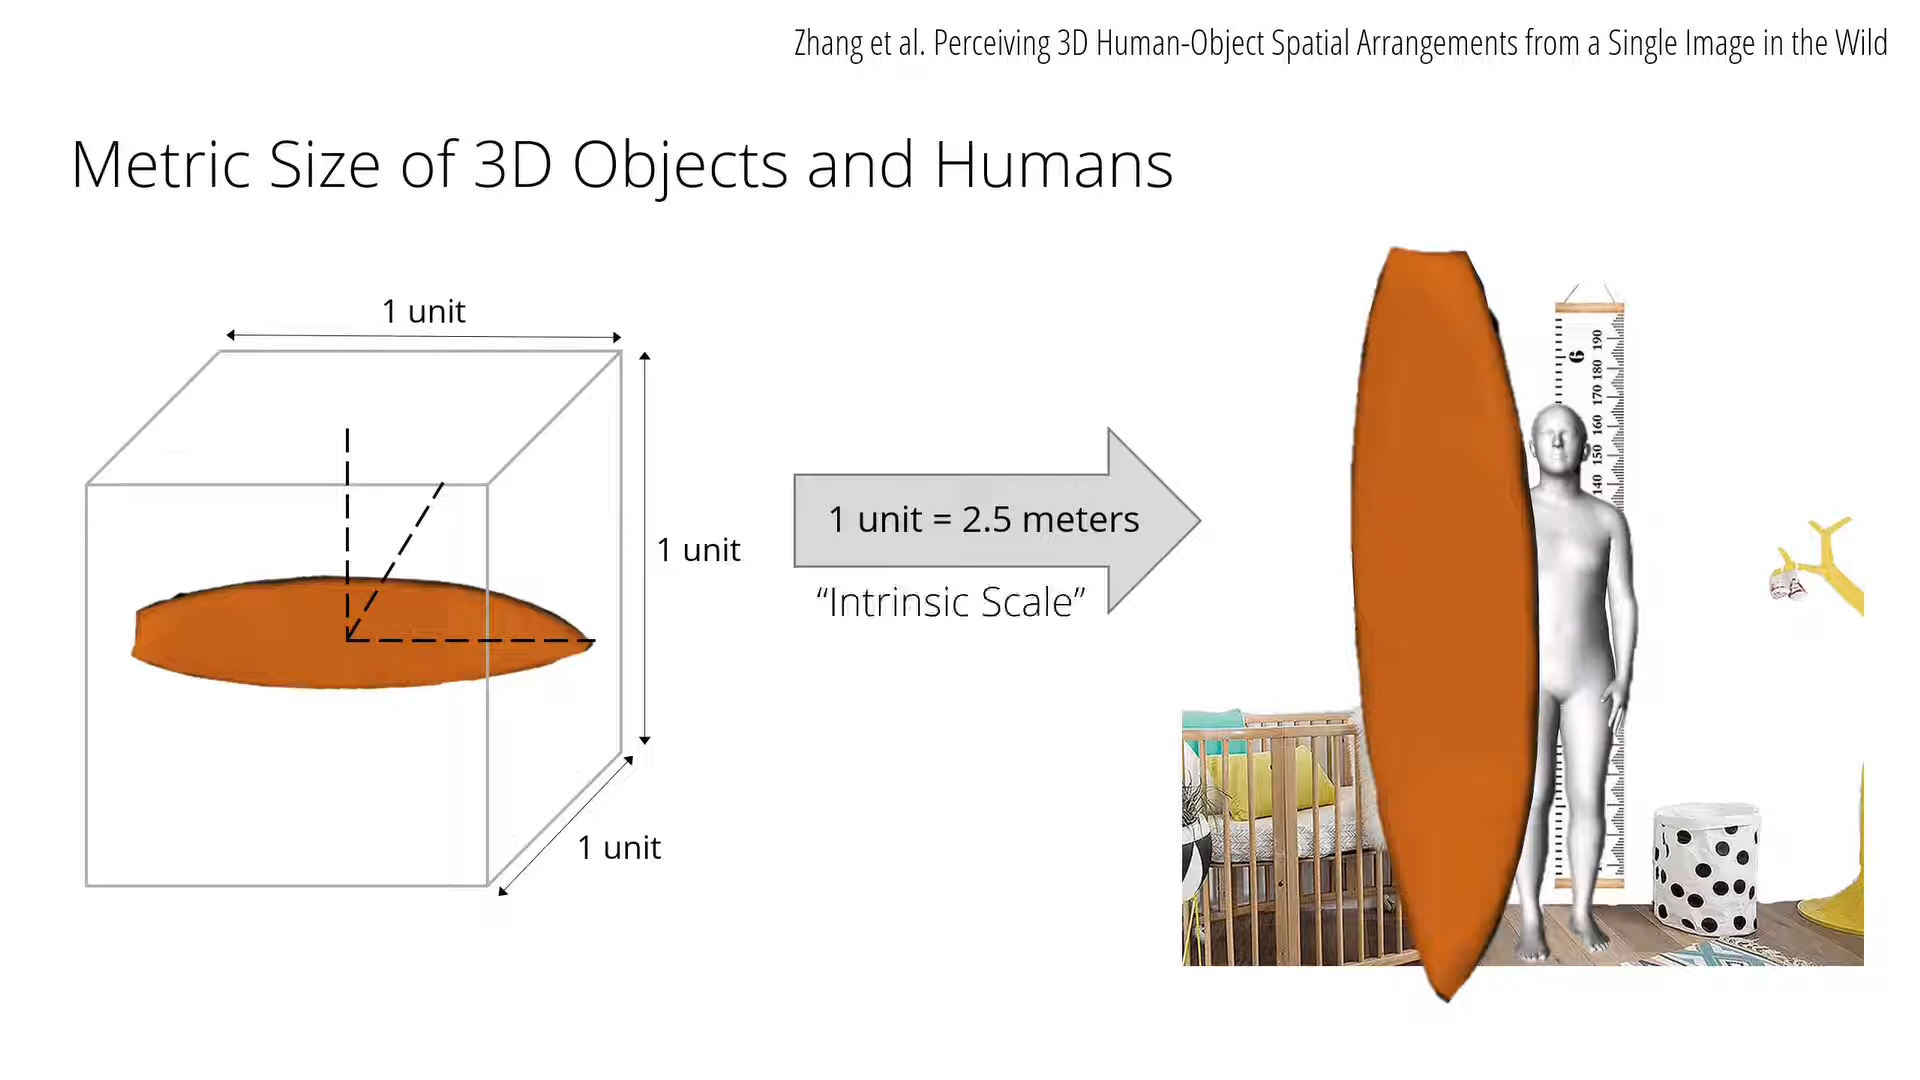 Zhang et al. Perceiving 3D Human-Object Spatial Arrangements from a Single Image in the Wild
Metric Size of 3D Objects and Humans
1 unit
1 unit
1 unit
1 unit = 2.5 meters
“Intrinsic Scale”
6
190
180
170
160
150
140